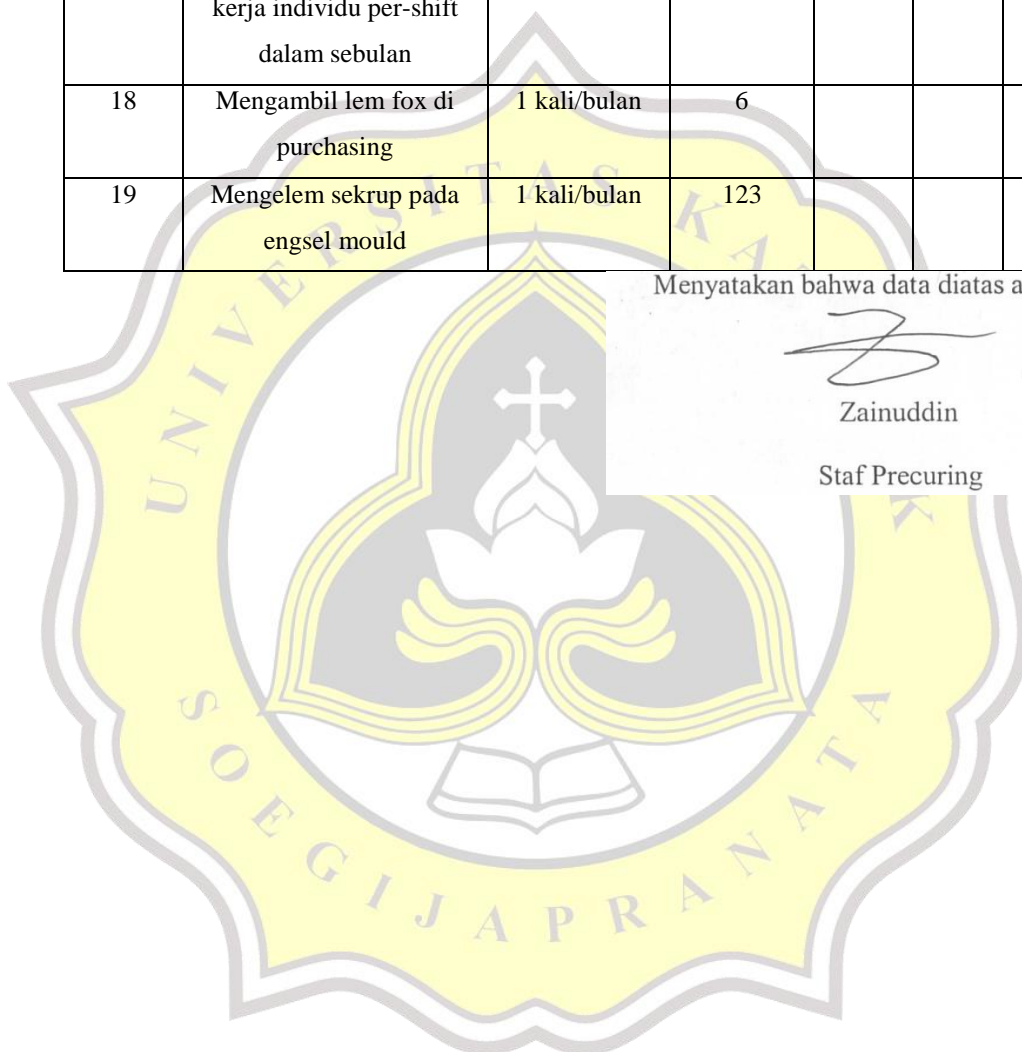 kerja individu per-shift
dalam sebulan
18 Mengambil lem fox di 1 kali/bulan 6
purchasing
19 Mengelem sekrup pada 1 kali/bulan 123
engsel mould
Menyatakan bahwa data diatas a
Zainuddin
Staf Precuring
UNIVERSITAS KA
K
SOEGIJAPRANATA